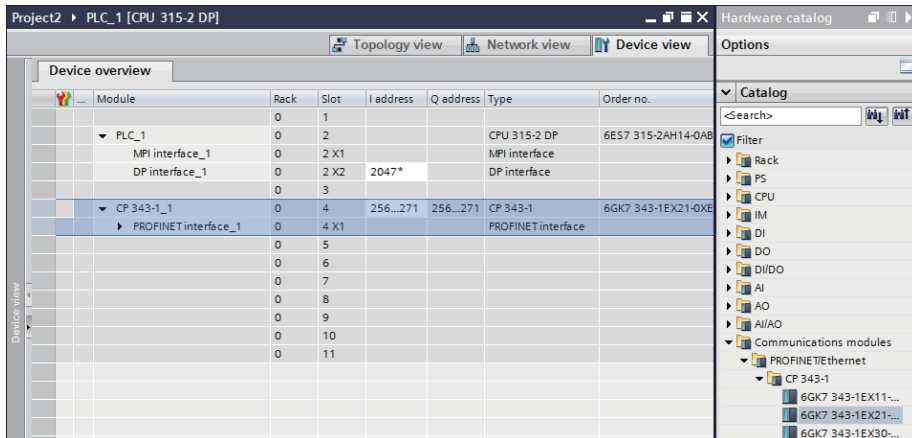 Project2 ▸ PLC_1 [CPU 315-2 DP]
Topology view Network view Device view
Device overview
... Module Rack Slot I address Q address Type Order no.
0 1
PLC_1 0 2 CPU 315-2 DP 6ES7 315-2AH14-0AB
MPI interface_1 0 2 X1 MPI interface
DP interface_1 0 2 X2 2047* DP interface
0 3
CP 343-1_1 0 4 256...271 256...271 CP 343-1 6GK7 343-1EX21-0XE
PROFINET interface_1 0 4 X1 PROFINET interface
0 5
0 6
0 7
0 8
0 9
0 10
0 11
Device view
Hardware catalog
Options
Catalog
<Search>
Filter
Rack
PS
CPU
IM
DI
DO
DI/DO
AI
AO
AI/AO
Communications modules
PROFINET/Ethernet
CP 343-1
6GK7 343-1EX11-...
6GK7 343-1EX21-...
6GK7 343-1EX30-...